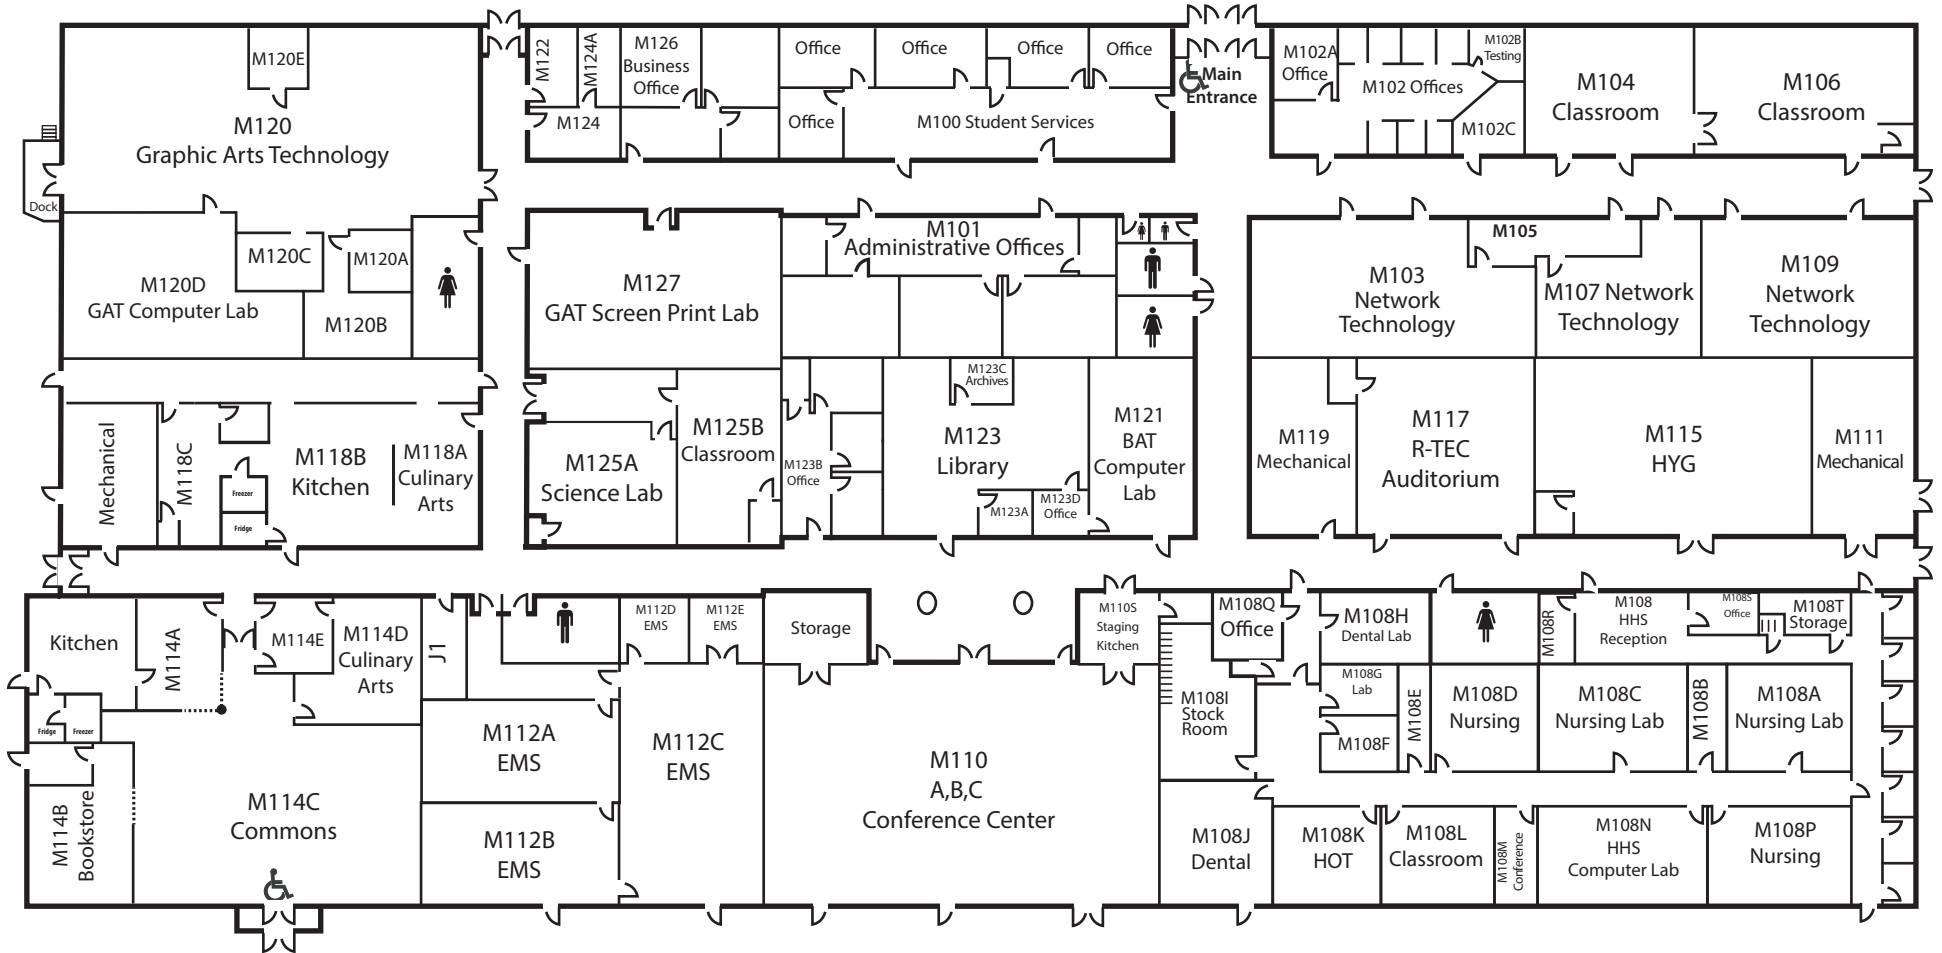 M120E
M120
Graphic Arts Technology
Dock
M120D
GAT Computer Lab
M120C
M120A
M120B
M122
M124A
M126
Business
Office
M124
Office
Office
Office
Office
Office
M100 Student Services
Main
Entrance
M102A
Office
M102 Offices
M102B
Testing
M102C
M104
Classroom
M106
Classroom
M127
GAT Screen Print Lab
M101
Administrative Offices
M105
M103
Network
Technology
M107 Network
Technology
M109
Network
Technology
Mechanical
M118C
Freezer
Fridge
M118B
Kitchen
M118A
Culinary
Arts
M125A
Science Lab
M125B
Classroom
M123B
Office
M123C
Archives
M123
Library
M123A
M123D
Office
M121
BAT
Computer
Lab
M119
Mechanical
M117
R-TEC
Auditorium
M115
HYG
M111
Mechanical
Kitchen
M114A
M114E
M114D
Culinary
Arts
J1
Fridge
Freezer
M114B
Bookstore
M114C
Commons
M112D
EMS
M112E
EMS
M112A
EMS
M112B
EMS
M112C
EMS
Storage
M110
A,B,C
Conference Center
M110S
Staging
Kitchen
M108Q
Office
M108I
Stock
Room
M108J
Dental
M108H
Dental Lab
M108G
Lab
M108F
M108E
M108R
M108
HHS
Reception
M108S
Office
M108T
Storage
M108D
Nursing
M108C
Nursing Lab
M108B
M108A
Nursing Lab
M108K
HOT
M108L
Classroom
M108M
Conference
M108N
HHS
Computer Lab
M108P
Nursing